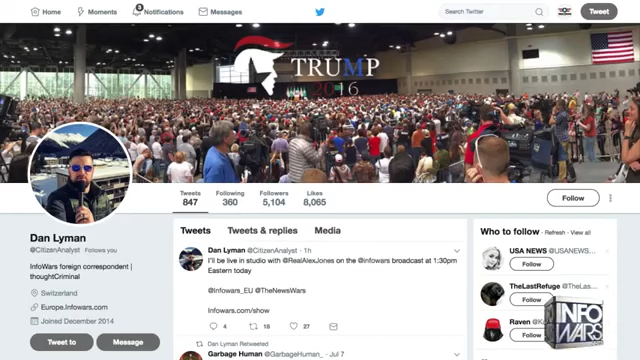 Home Moments 3 Notifications Messages Search Twitter Tweet
TRUMP
2016
Tweets Following Followers Likes
847 360 5,104 8,065
Follow
Dan Lyman
@CitizenAnalyst Follows you
InfoWars foreign correspondent |
thoughtCriminal
Switzerland
Europe.Infowars.com
Joined December 2014
Tweet to Message
Tweets Tweets & replies Media
Dan Lyman @CitizenAnalyst · 1h
I'll be live in studio with @RealAlexJones on the @infowars broadcast at 1:30pm
Eastern today
@Infowars_EU @TheNewsWars
Infowars.com/show
4 18 27
Dan Lyman Retweeted
Garbage Human @GarbageHuman_ · Jul 7
Who to follow · Refresh · View all
USA NEWS @USANEWS...
Follow
TheLastRefuge @TheLas...
Follow
Raven @Ko
Follow
INFO
WARS